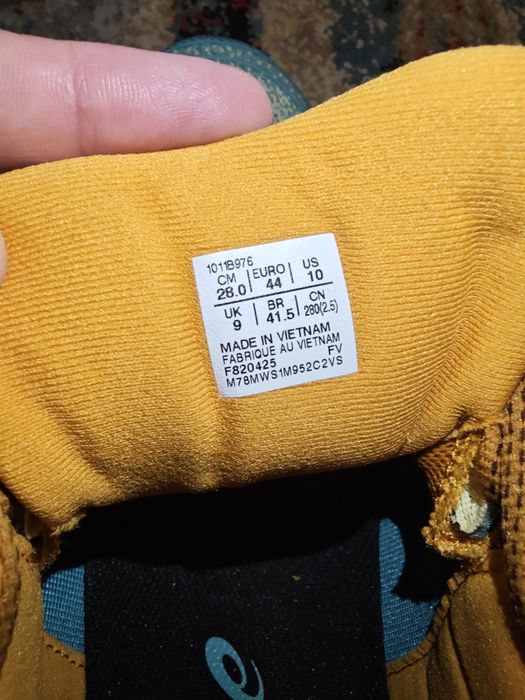 1011B976
CM EURO US
28.0 44 10
UK BR CN
9 41.5 280(2.5)
MADE IN VIETNAM
FABRIQUE AU VIETNAM
F820425 FV
M78MWS1M952C2VS